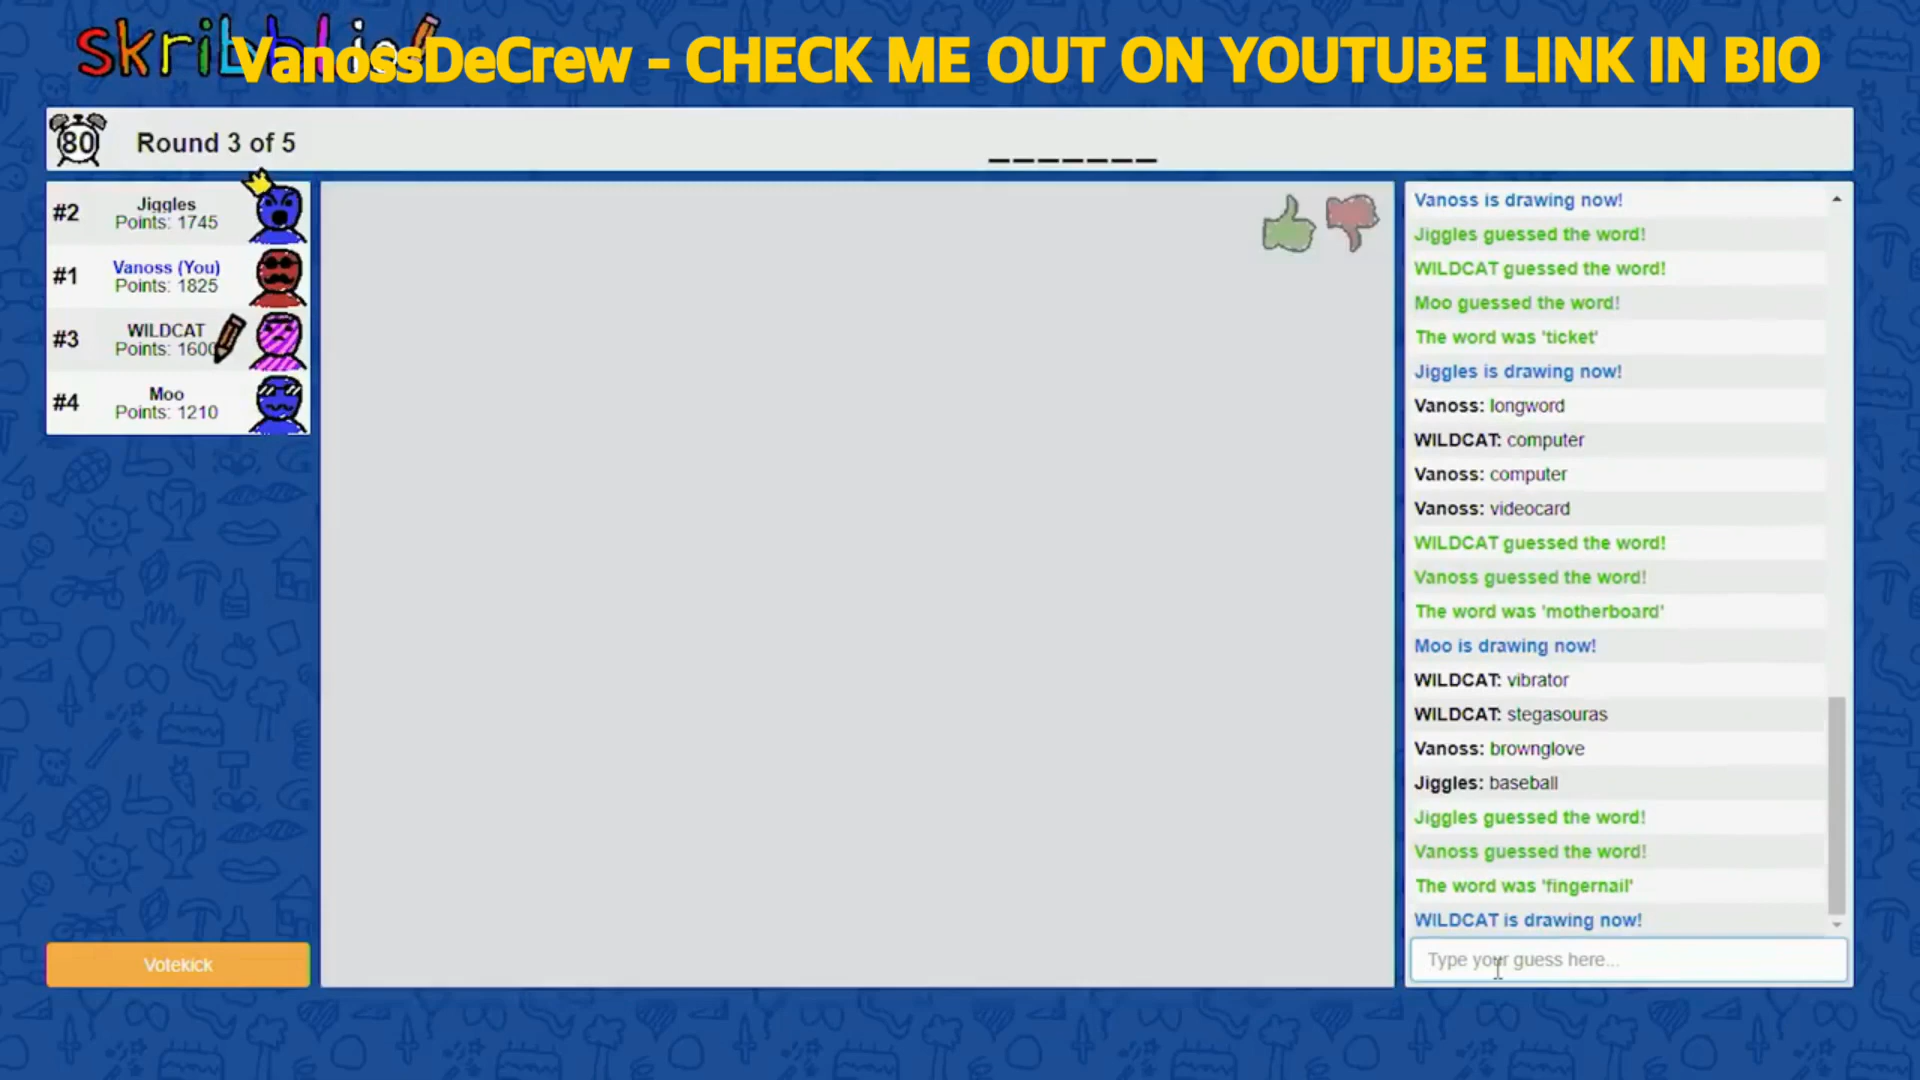 skribbl.io
VanossDeCrew - CHECK ME OUT ON YOUTUBE LINK IN BIO
80
Round 3 of 5
_______
#2
Jiggles
Points: 1745
#1
Vanoss (You)
Points: 1825
#3
WILDCAT
Points: 1600
#4
Moo
Points: 1210
Votekick
Vanoss is drawing now!
Jiggles guessed the word!
WILDCAT guessed the word!
Moo guessed the word!
The word was 'ticket'
Jiggles is drawing now!
Vanoss: longword
WILDCAT: computer
Vanoss: computer
Vanoss: videocard
WILDCAT guessed the word!
Vanoss guessed the word!
The word was 'motherboard'
Moo is drawing now!
WILDCAT: vibrator
WILDCAT: stegasouras
Vanoss: brownglove
Jiggles: baseball
Jiggles guessed the word!
Vanoss guessed the word!
The word was 'fingernail'
WILDCAT is drawing now!
Type your guess here...